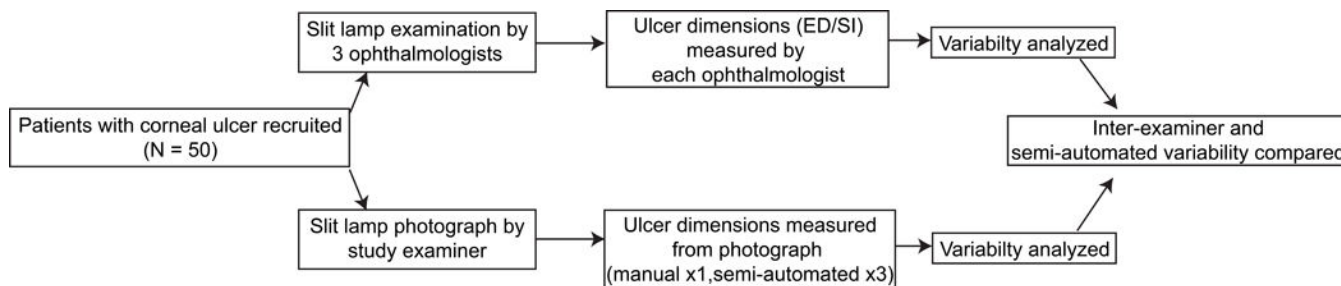 Slit lamp examination by
3 ophthalmologists
Ulcer dimensions (ED/SI)
measured by
each ophthalmologist
Variabilty analyzed
Patients with corneal ulcer recruited
(N = 50)
Inter-examiner and
semi-automated variability compared
Slit lamp photograph by
study examiner
Ulcer dimensions measured
from photograph
(manual x1,semi-automated x3)
Variabilty analyzed